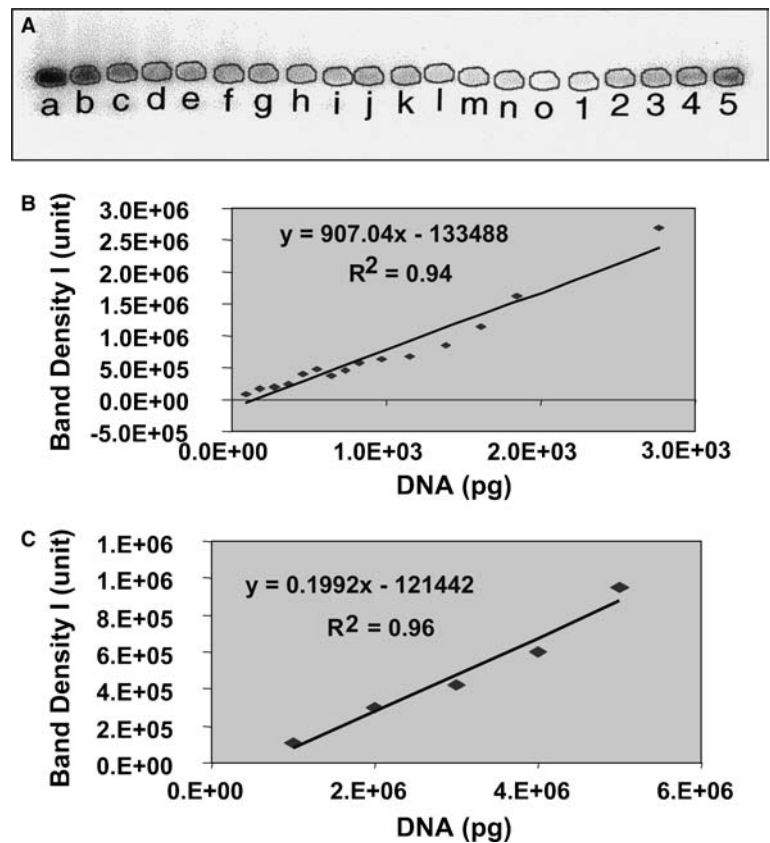 A
a b c d e f g h i j k l m n o 1 2 3 4 5
B
Band Density I (unit)
3.0E+06
2.5E+06
2.0E+06
1.5E+06
1.0E+06
5.0E+05
0.0E+00
-5.0E+05
y = 907.04x - 133488
R2 = 0.94
0.0E+00 1.0E+03 2.0E+03 3.0E+03
DNA (pg)
C
Band Density I (unit)
1.E+06
1.E+06
8.E+05
6.E+05
4.E+05
2.E+05
0.E+00
y = 0.1992x - 121442
R2 = 0.96
0.E+00 2.E+06 4.E+06 6.E+06
DNA (pg)